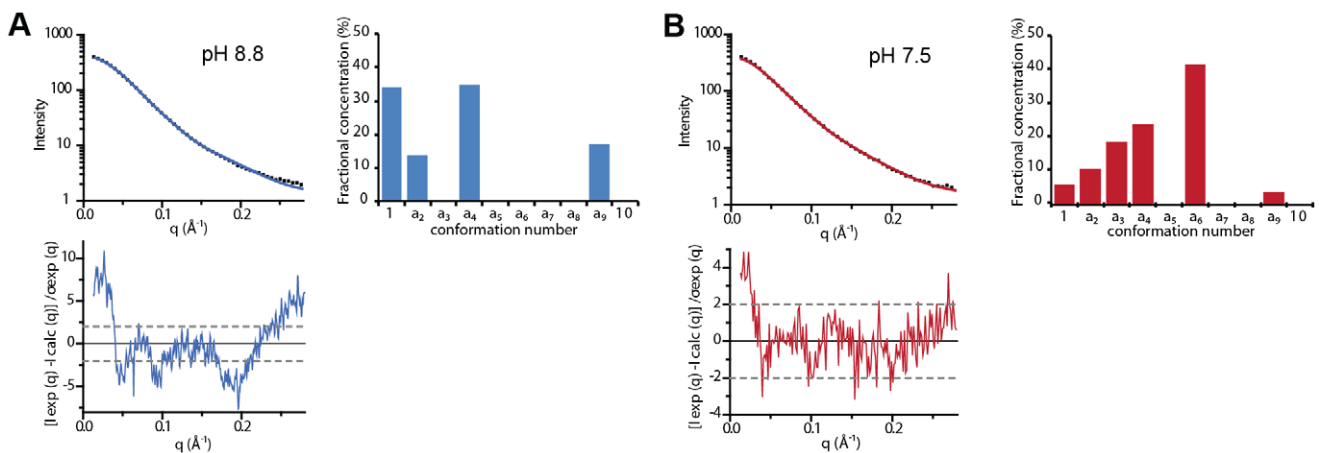 A
1000
100
10
1
Intensity
pH 8.8
0.0 0.1 0.2
q (Å⁻¹)
50
40
30
20
10
0
Fractional concentration (%)
1 a₂ a₃ a₄ a₅ a₆ a₇ a₈ a₉ 10
conformation number
10
5
0
-5
[I exp (q) -I calc (q)] /σexp (q)
0.0 0.1 0.2
q (Å⁻¹)
B
1000
100
10
1
Intensity
pH 7.5
0.0 0.1 0.2
q (Å⁻¹)
50
40
30
20
10
0
Fractional concentration (%)
1 a₂ a₃ a₄ a₅ a₆ a₇ a₈ a₉ 10
conformation number
4
2
0
-2
-4
[I exp (q) -I calc (q)] /σexp (q)
0.0 0.1 0.2
q (Å⁻¹)